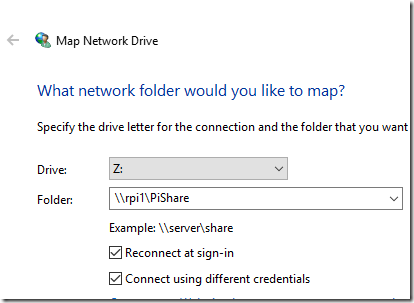 Map Network Drive
What network folder would you like to map?
Specify the drive letter for the connection and the folder that you want
Drive: Z:
Folder: \\rpi1\PiShare
Example: \\server\share
Reconnect at sign-in
Connect using different credentials